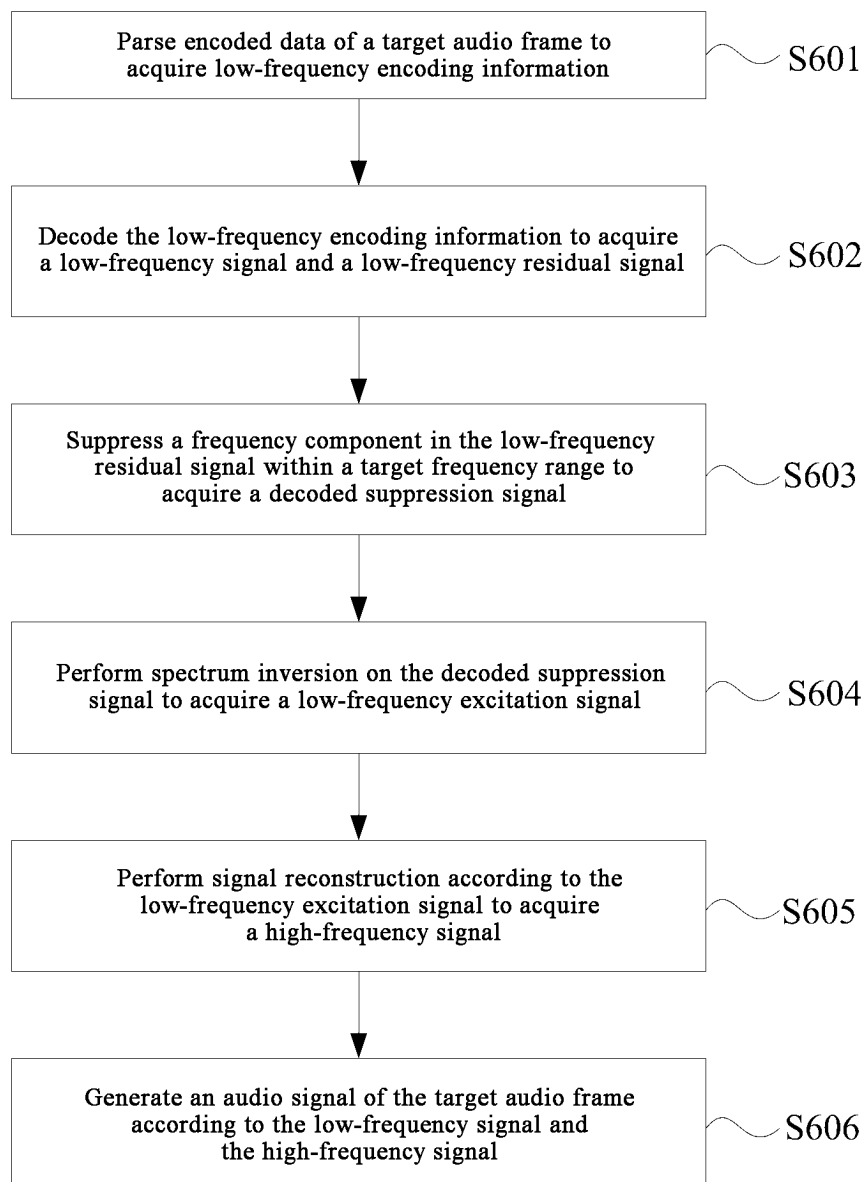 Parse encoded data of a target audio frame to
acquire low-frequency encoding information
S601
Decode the low-frequency encoding information to acquire
a low-frequency signal and a low-frequency residual signal
S602
Suppress a frequency component in the low-frequency
residual signal within a target frequency range to
acquire a decoded suppression signal
S603
Perform spectrum inversion on the decoded suppression
signal to acquire a low-frequency excitation signal
S604
Perform signal reconstruction according to the
low-frequency excitation signal to acquire
a high-frequency signal
S605
Generate an audio signal of the target audio frame
according to the low-frequency signal and
the high-frequency signal
S606